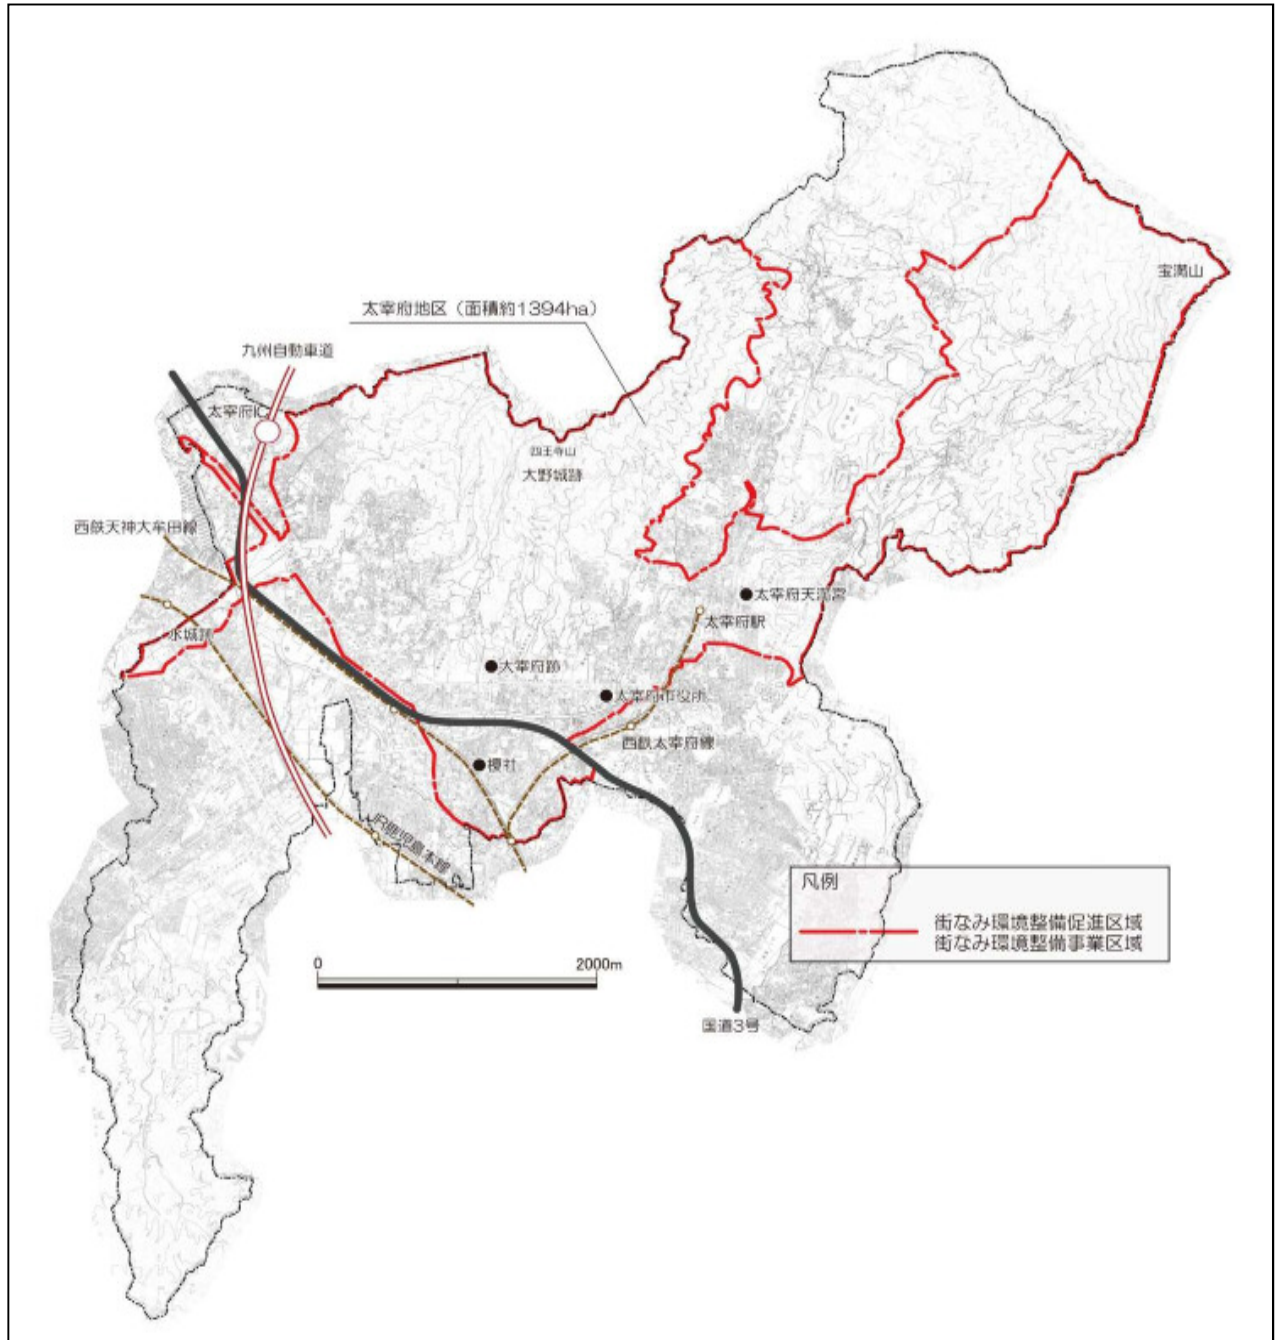 宝満山
太宰府地区（面積約1394ha）
九州自動車道
太宰府IC
四王寺山
大野城跡
西鉄天神大牟田線
太宰府天満宮
太宰府駅
水城跡
大宰府跡
太宰府市役所
西鉄太宰府線
榎社
JR鹿児島本線
凡例
街なみ環境整備促進区域
街なみ環境整備事業区域
0 2000m
国道3号